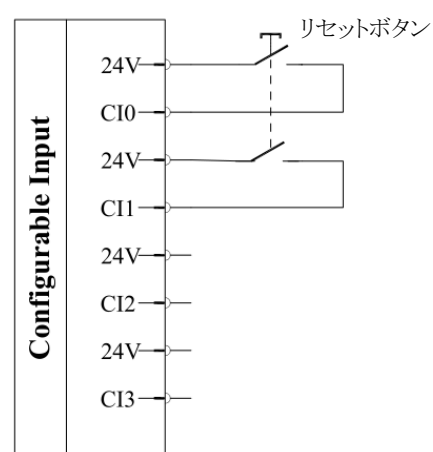 リセットボタン
24V
CI0
24V
CI1
24V
CI2
24V
CI3
Configurable Input